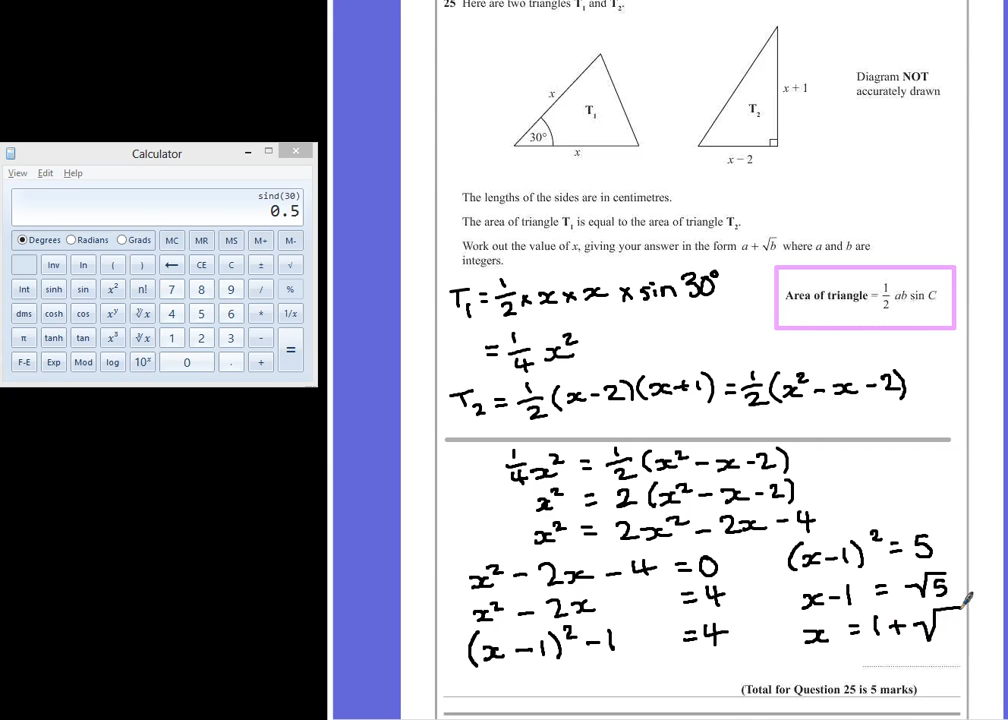 Calculator
View Edit Help
sind(30)
0.5
Degrees Radians Grads MC MR MS M+ M-
Inv ln ( ) ← CE C ± √
Int sinh sin x² n! 7 8 9 / %
dms cosh cos xʸ ʸ√x 4 5 6 * 1/x
π tanh tan x³ ³√x 1 2 3 - =
F-E Exp Mod log 10ˣ 0 . +
25 Here are two triangles T₁ and T₂.
x
T₁
30°
x
x + 1
T₂
x − 2
Diagram NOT
accurately drawn
The lengths of the sides are in centimetres.
The area of triangle T₁ is equal to the area of triangle T₂.
Work out the value of x, giving your answer in the form a + √b where a and b are
integers.
Area of triangle = 1/2 ab sin C
T₁ = 1/2 × x × x × sin 30°
= 1/4 x²
T₂ = 1/2 (x-2)(x+1) = 1/2 (x² - x - 2)
1/4 x² = 1/2 (x² - x - 2)
x² = 2 (x² - x - 2)
x² = 2x² - 2x - 4
x² - 2x - 4 = 0
x² - 2x = 4
(x - 1)² - 1 = 4
(x-1)² = 5
x-1 = √5
x = 1 + √
(Total for Question 25 is 5 marks)